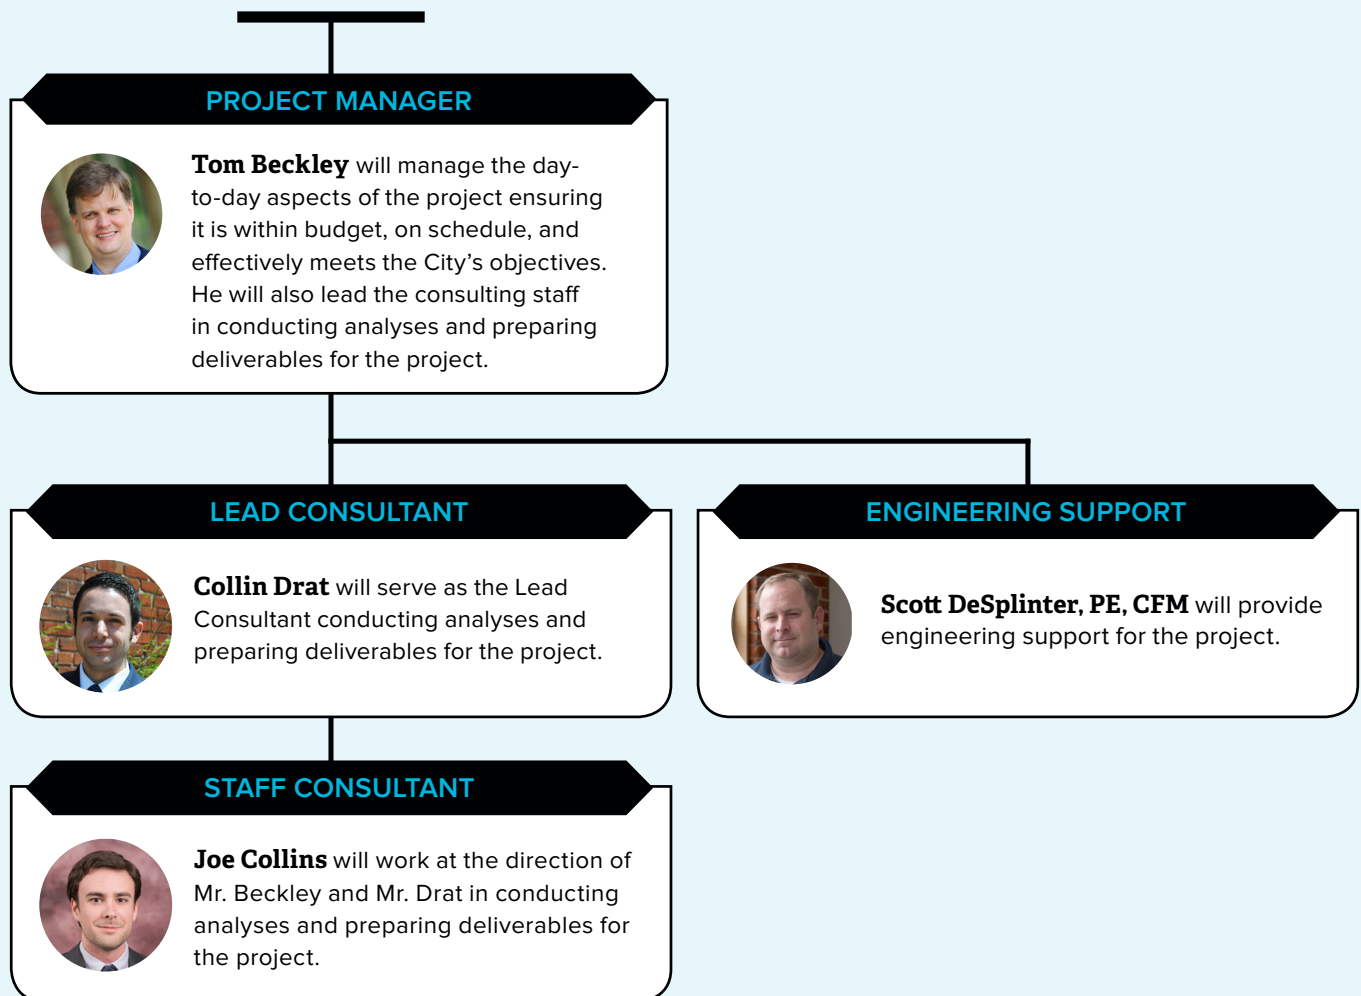 PROJECT MANAGER
Tom Beckley will manage the day-
to-day aspects of the project ensuring
it is within budget, on schedule, and
effectively meets the City’s objectives.
He will also lead the consulting staff
in conducting analyses and preparing
deliverables for the project.
LEAD CONSULTANT
Collin Drat will serve as the Lead
Consultant conducting analyses and
preparing deliverables for the project.
ENGINEERING SUPPORT
Scott DeSplinter, PE, CFM will provide
engineering support for the project.
STAFF CONSULTANT
Joe Collins will work at the direction of
Mr. Beckley and Mr. Drat in conducting
analyses and preparing deliverables for
the project.